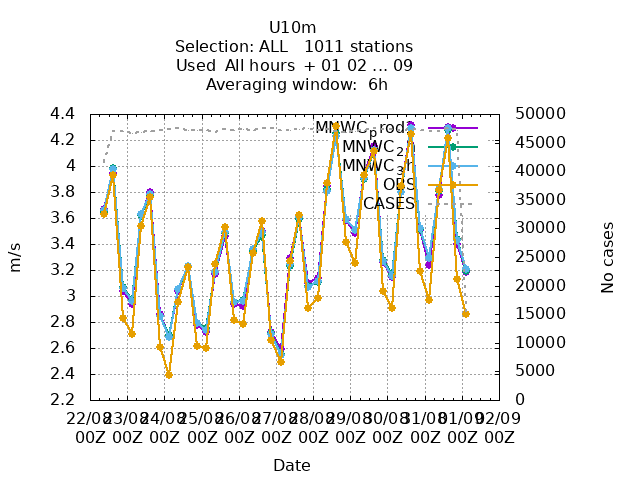 U10m
Selection: ALL 1011 stations
Used All hours + 01 02 ... 09
Averaging window: 6h
4.4
4.2
4
3.8
3.6
3.4
3.2
3
2.8
2.6
2.4
2.2
50000
45000
40000
35000
30000
25000
20000
15000
10000
5000
0
m/s
No cases
MNWC_prod
MNWC_2
MNWC_3h
OBS
CASES
22/08 23/08 24/08 25/08 26/08 27/08 28/08 29/08 30/08 31/08 01/09 02/09
00Z 00Z 00Z 00Z 00Z 00Z 00Z 00Z 00Z 00Z 00Z 00Z
Date